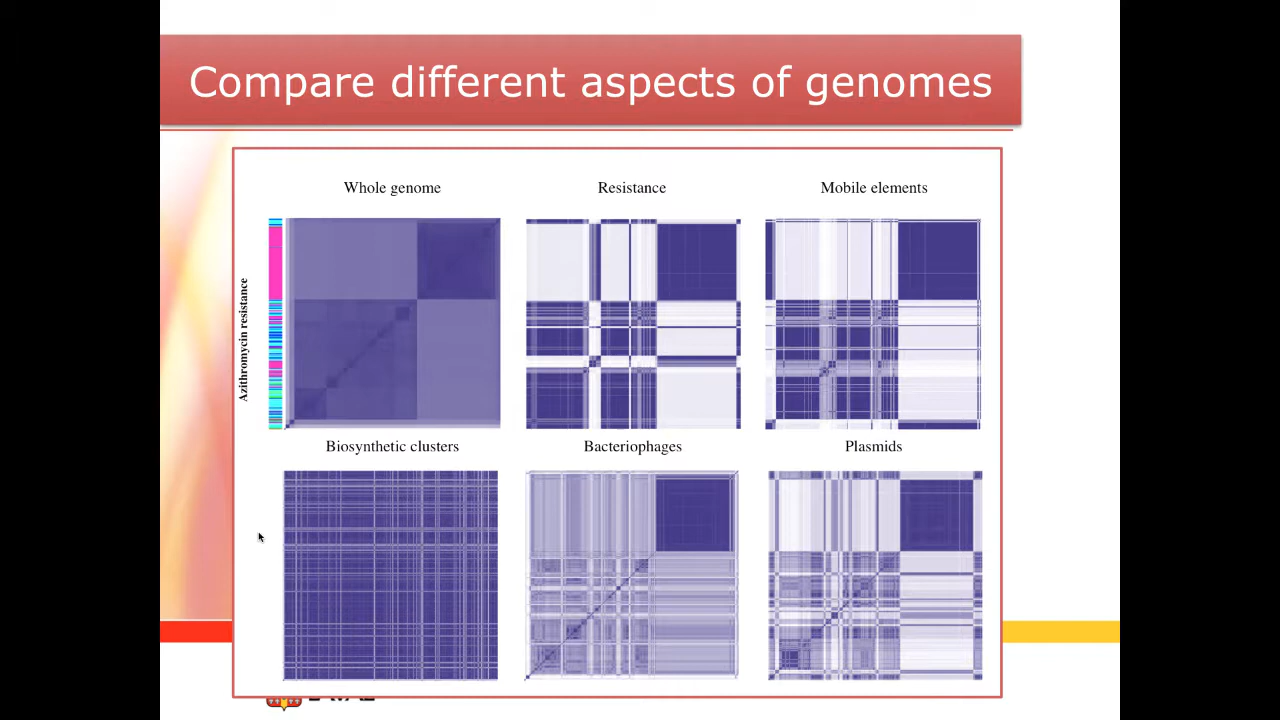 Compare different aspects of genomes
Whole genome
Resistance
Mobile elements
Azithromycin resistance
Biosynthetic clusters
Bacteriophages
Plasmids